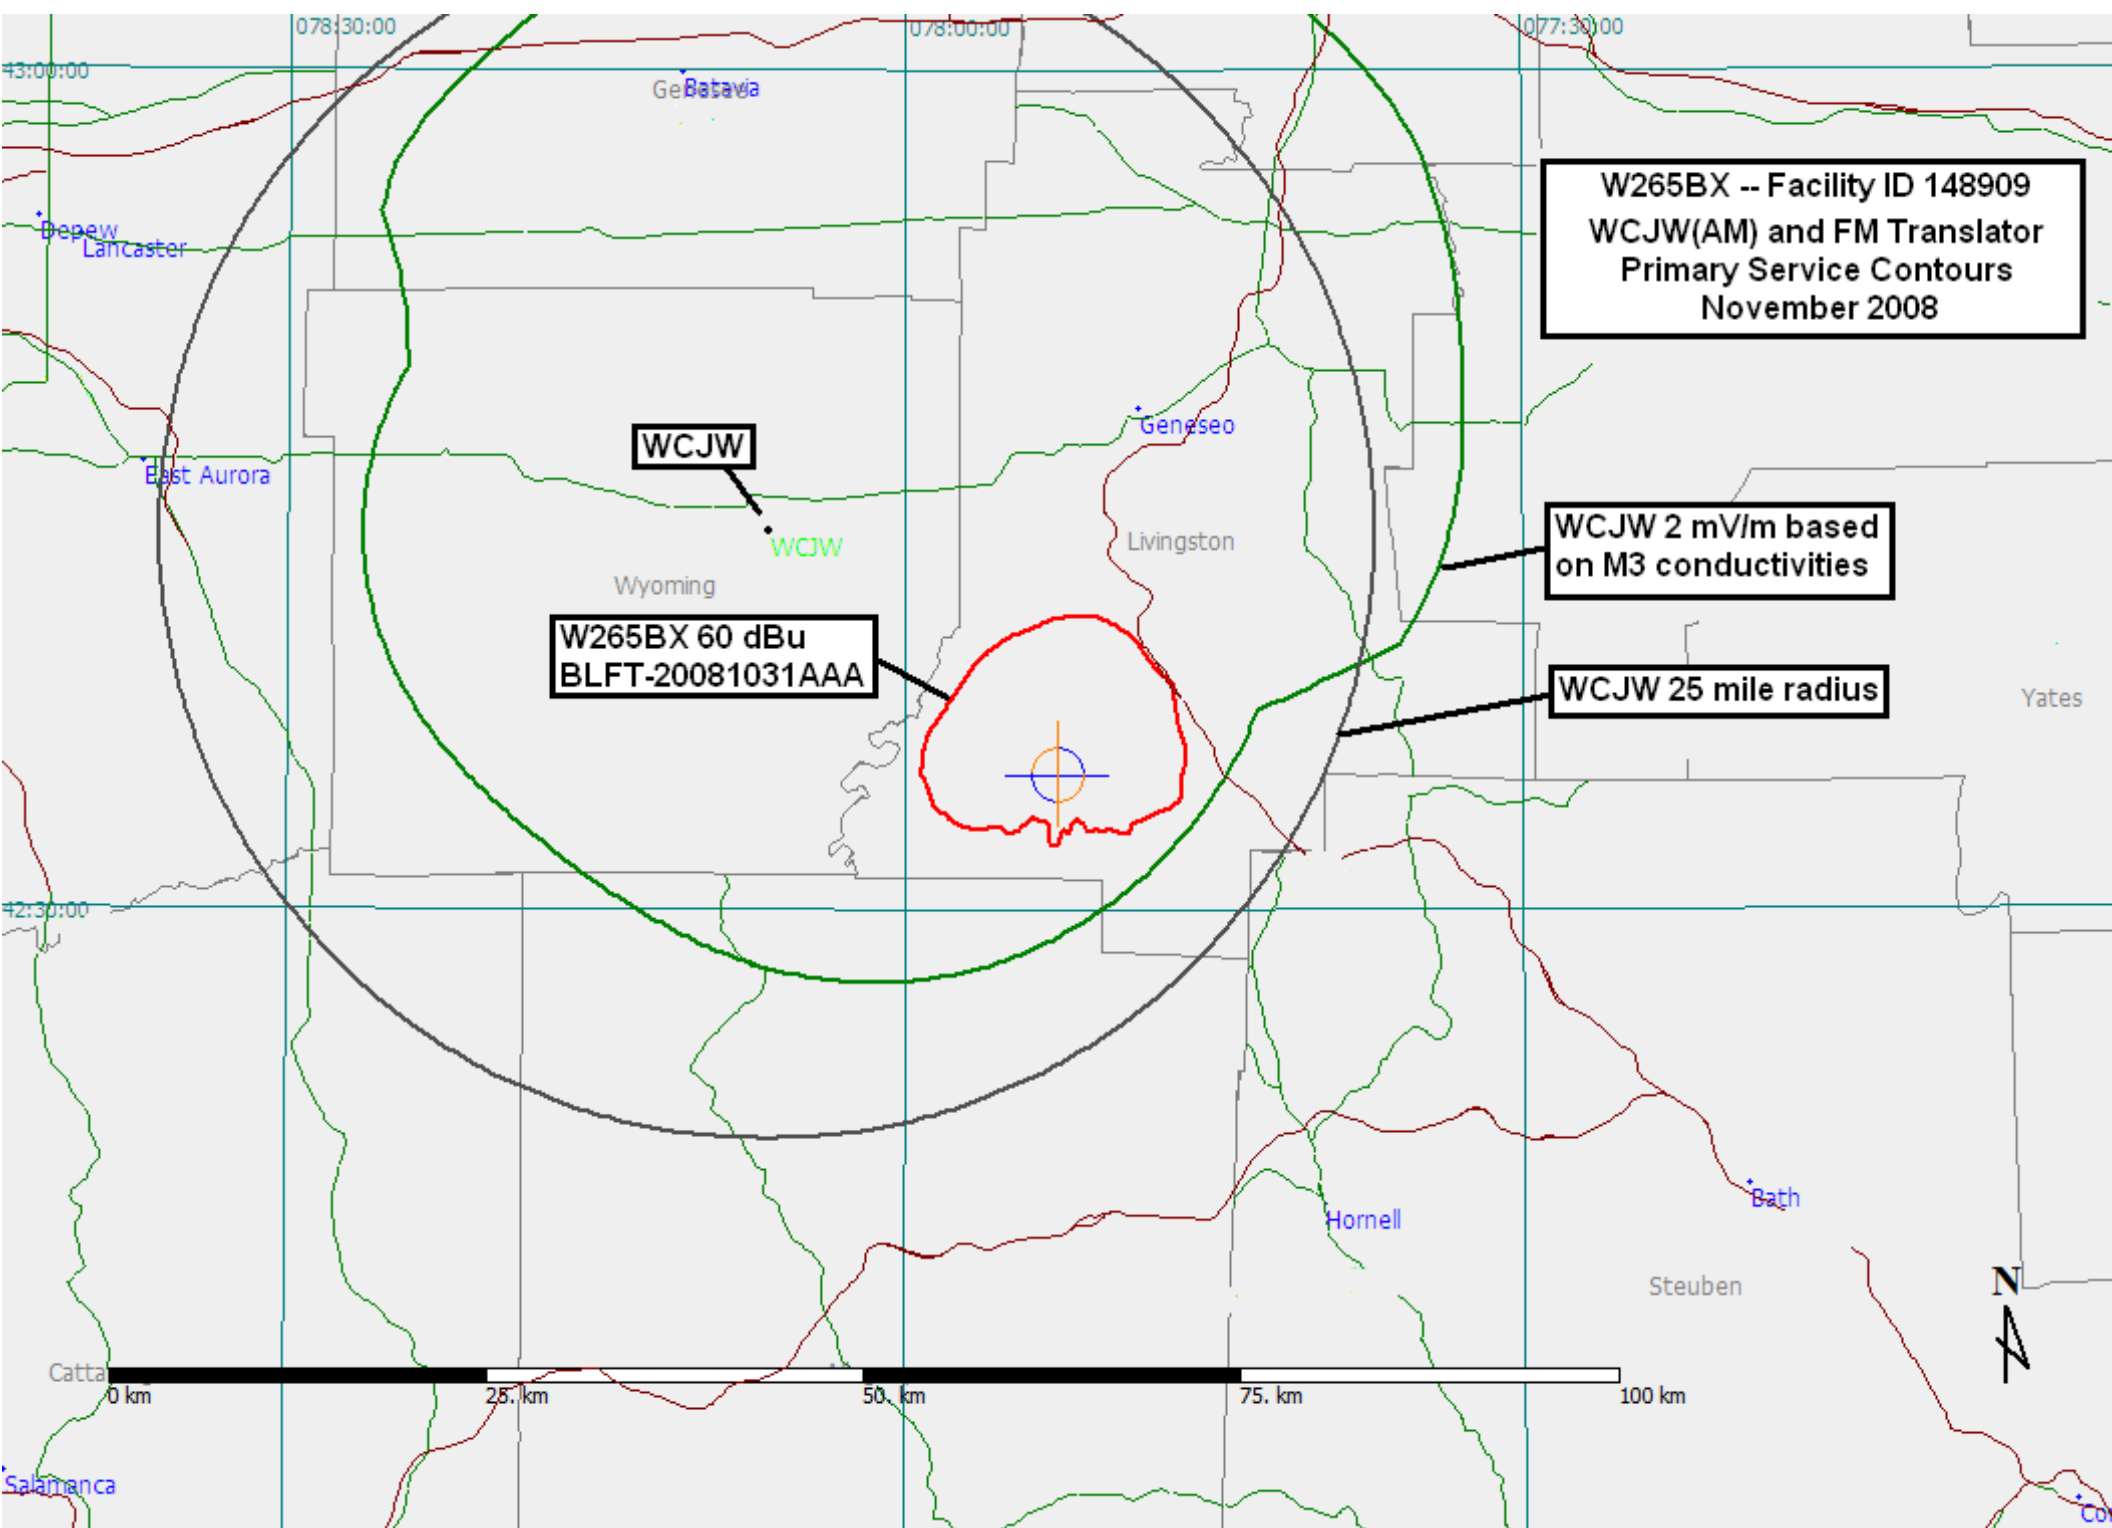 078:30:00
078:00:00
077:30:00
43:00:00
Batavia
W265BX -- Facility ID 148909
WCJW(AM) and FM Translator
Primary Service Contours
November 2008
Depew
Lancaster
WCJW
Geneseo
East Aurora
WCJW
Livingston
WCJW 2 mV/m based
on M3 conductivities
Wyoming
W265BX 60 dBu
BLFT-20081031AAA
WCJW 25 mile radius
Yates
42:30:00
Bath
Hornell
Steuben
N
Catta
0 km
25. km
50. km
75. km
100 km
Salamanca